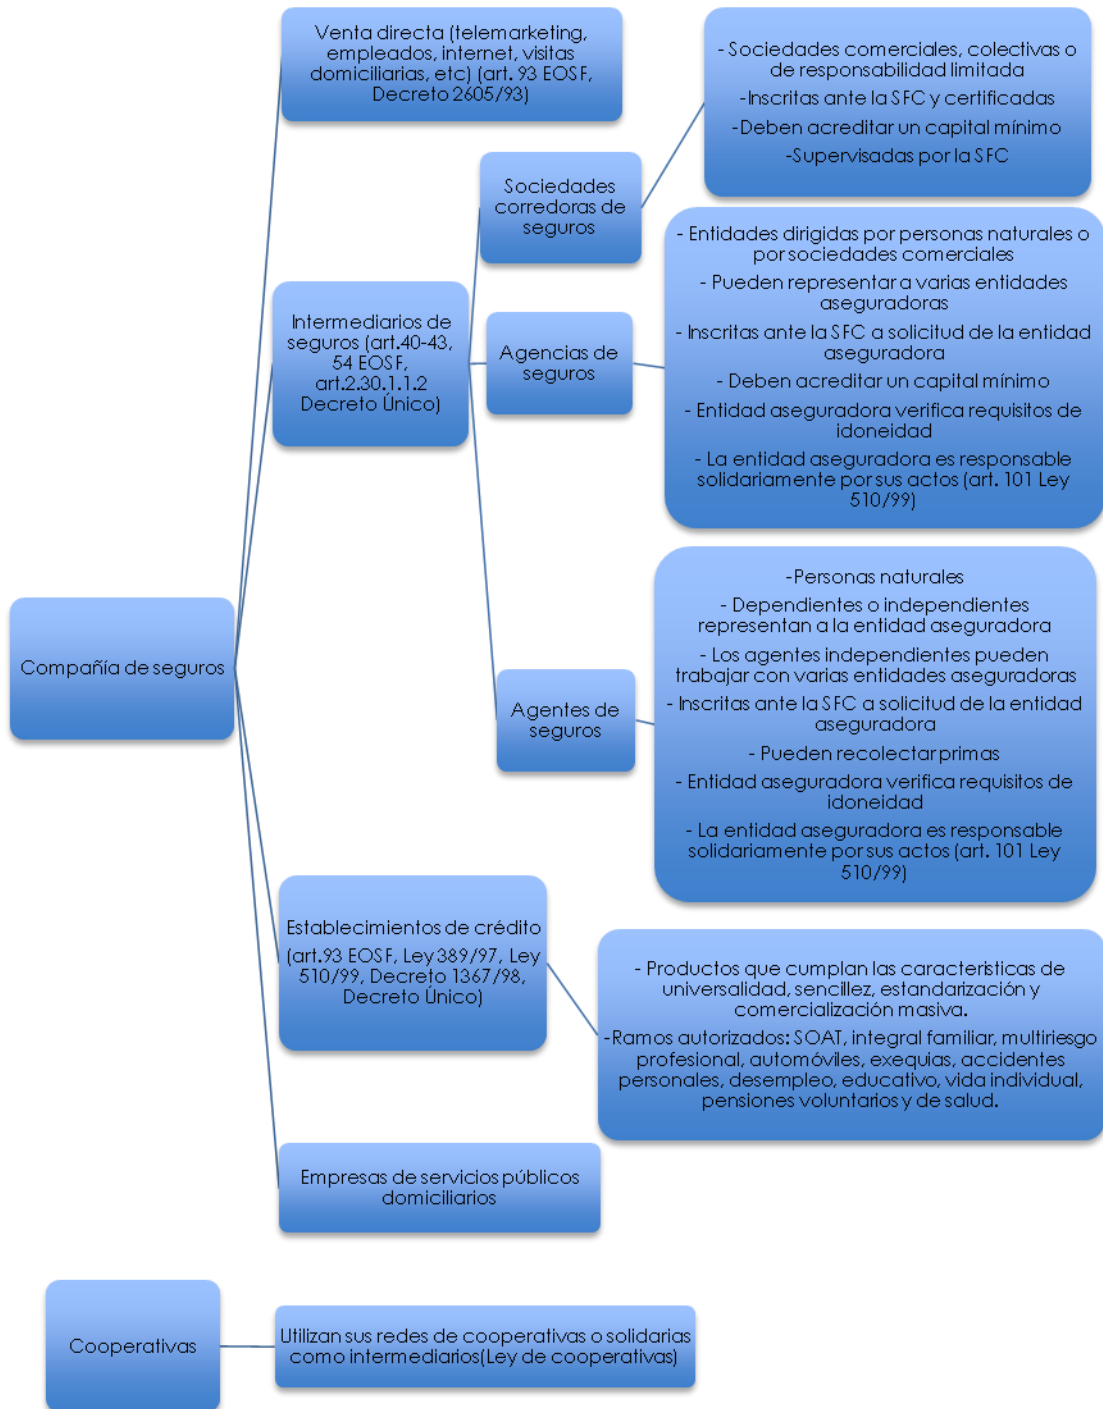 Venta directa (telemarketing,
empleados, internet, visitas
domiciliarias, etc) (art. 93 EOSF,
Decreto 2605/93)
- Sociedades comerciales, colectivas o
de responsabilidad limitada
-Inscritas ante la SFC y certificadas
-Deben acreditar un capital mínimo
-Supervisadas por la SFC
Sociedades
corredoras de
seguros
- Entidades dirigidas por personas naturales o
por sociedades comerciales
- Pueden representar a varias entidades
aseguradoras
- Inscritas ante la SFC a solicitud de la entidad
aseguradora
- Deben acreditar un capital mínimo
- Entidad aseguradora verifica requisitos de
idoneidad
- La entidad aseguradora es responsable
solidariamente por sus actos (art. 101 Ley
510/99)
Intermediarios de
seguros (art.40-43,
54 EOSF,
art.2.30.1.1.2
Decreto Único)
Agencias de
seguros
-Personas naturales
- Dependientes o independientes
representan a la entidad aseguradora
- Los agentes independientes pueden
trabajar con varias entidades aseguradoras
- Inscritas ante la SFC a solicitud de la entidad
aseguradora
- Pueden recolectar primas
- Entidad aseguradora verifica requisitos de
idoneidad
- La entidad aseguradora es responsable
solidariamente por sus actos (art. 101 Ley
510/99)
Compañía de seguros
Agentes de
seguros
Establecimientos de crédito
(art.93 EOSF, Ley 389/97, Ley
510/99, Decreto 1367/98,
Decreto Único)
- Productos que cumplan las caracteristicas de
universalidad, sencillez, estandarización y
comercialización masiva.
-Ramos autorizados: SOAT, integral familiar, multiriesgo
profesional, automóviles, exequias, accidentes
personales, desempleo, educativo, vida individual,
pensiones voluntarios y de salud.
Empresas de servicios públicos
domiciliarios
Cooperativas
Utilizan sus redes de cooperativas o solidarias
como intermediarios(Ley de cooperativas)